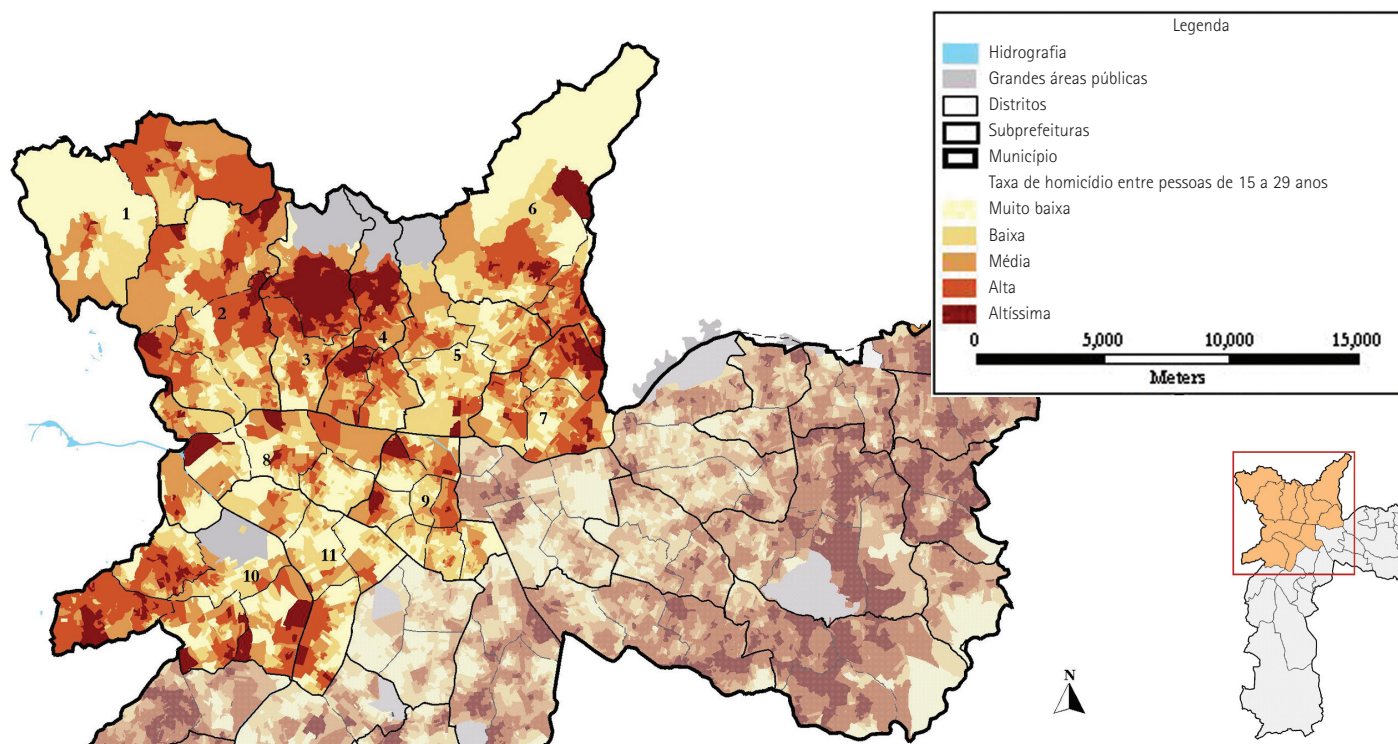 Legenda
Hidrografia
Grandes áreas públicas
Distritos
Subprefeituras
Município
Taxa de homicídio entre pessoas de 15 a 29 anos
Muito baixa
Baixa
Média
Alta
Altíssima
0 5,000 10,000 15,000
Meters
1
6
2
4
3
5
7
8
9
11
10
N